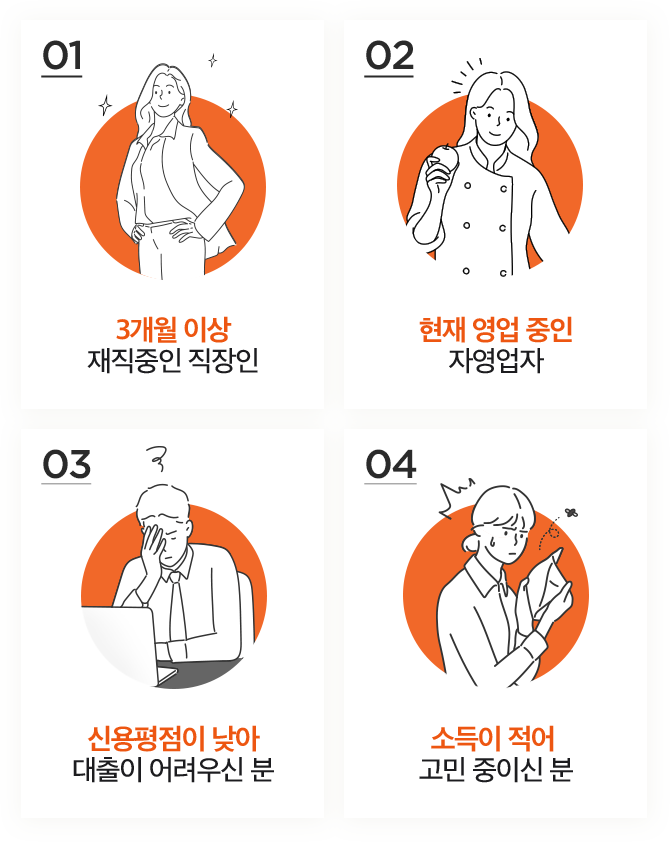 01
3개월 이상
재직중인 직장인
02
현재 영업 중인
자영업자
03
신용평점이 낮아
대출이 어려우신 분
04
소득이 적어
고민 중이신 분